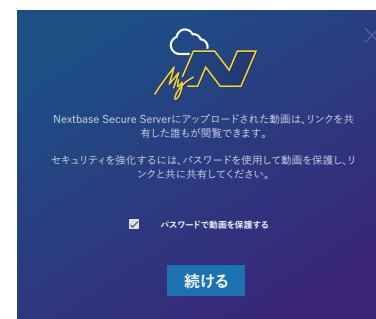 MyN
Nextbase Secure Serverにアップロードされた動画は、リンクを共
有した誰もが閲覧できます。
セキュリティを強化するには、パスワードを使用して動画を保護し、リ
ンクと共に共有してください。
パスワードで動画を保護する
続ける